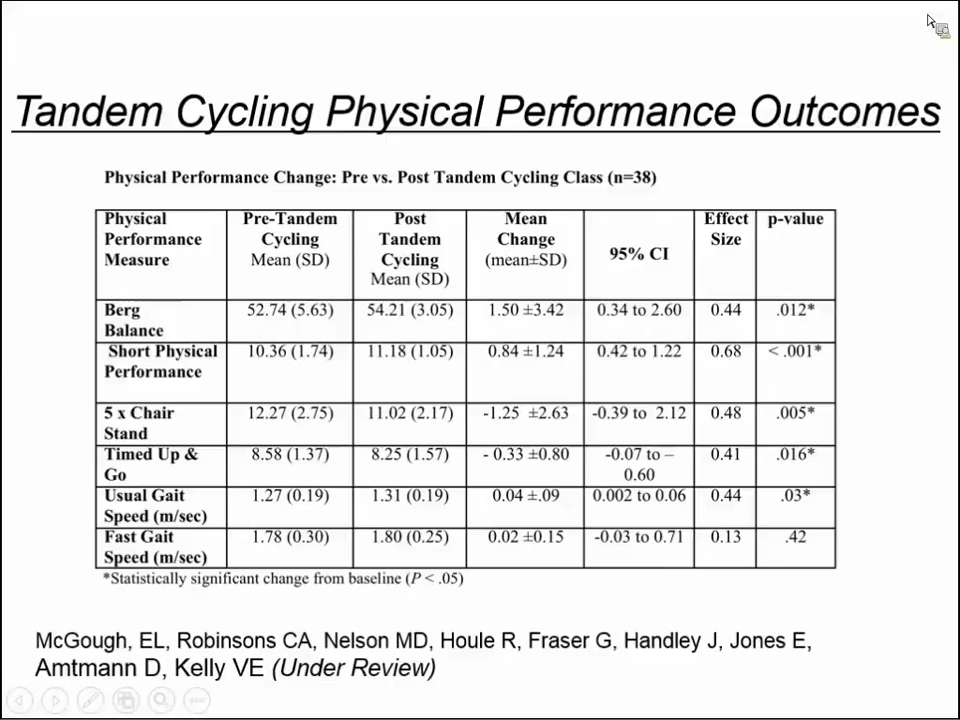 Tandem Cycling Physical Performance Outcomes
Physical Performance Change: Pre vs. Post Tandem Cycling Class (n=38)
Physical Performance Measure Pre-Tandem Cycling Mean (SD) Post Tandem Cycling Mean (SD) Mean Change (mean±SD) 95% CI Effect Size p-value
Berg Balance 52.74 (5.63) 54.21 (3.05) 1.50 ±3.42 0.34 to 2.60 0.44 .012*
Short Physical Performance 10.36 (1.74) 11.18 (1.05) 0.84 ±1.24 0.42 to 1.22 0.68 < .001*
5 x Chair Stand 12.27 (2.75) 11.02 (2.17) -1.25 ±2.63 -0.39 to 2.12 0.48 .005*
Timed Up & Go 8.58 (1.37) 8.25 (1.57) - 0.33 ±0.80 -0.07 to – 0.60 0.41 .016*
Usual Gait Speed (m/sec) 1.27 (0.19) 1.31 (0.19) 0.04 ±.09 0.002 to 0.06 0.44 .03*
Fast Gait Speed (m/sec) 1.78 (0.30) 1.80 (0.25) 0.02 ±0.15 -0.03 to 0.71 0.13 .42
*Statistically significant change from baseline (P < .05)
McGough, EL, Robinsons CA, Nelson MD, Houle R, Fraser G, Handley J, Jones E,
Amtmann D, Kelly VE (Under Review)